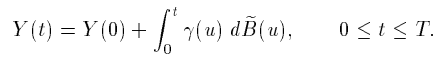 Y(t) = Y(0) + ∫₀ᵗ γ(u) dB̃(u), 0 ≤ t ≤ T.